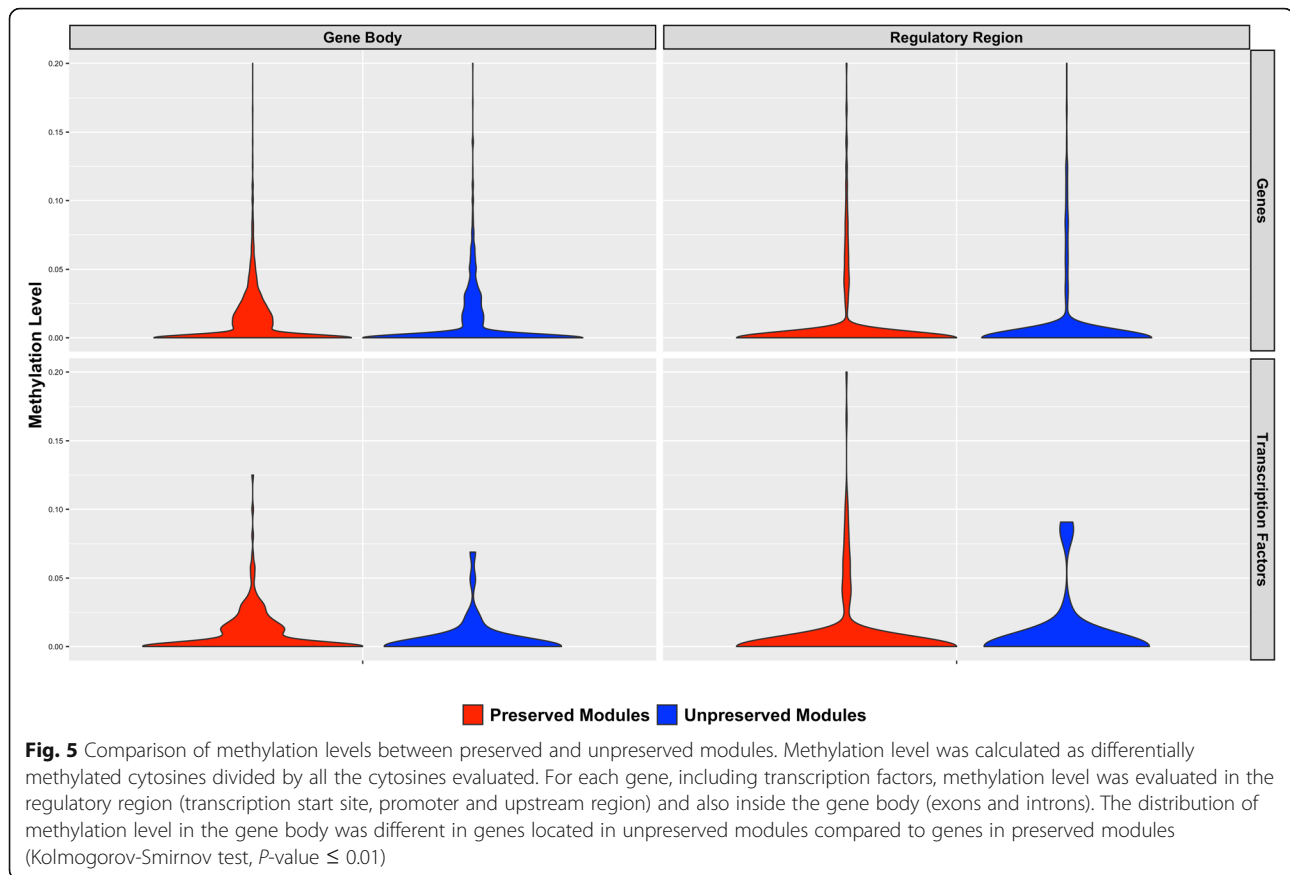 Gene Body
Regulatory Region
0.20
0.15
0.10
0.05
0.00
Genes
Methylation Level
0.20
0.15
0.10
0.05
0.00
Transcription Factors
Preserved Modules
Unpreserved Modules
Fig. 5 Comparison of methylation levels between preserved and unpreserved modules. Methylation level was calculated as differentially
methylated cytosines divided by all the cytosines evaluated. For each gene, including transcription factors, methylation level was evaluated in the
regulatory region (transcription start site, promoter and upstream region) and also inside the gene body (exons and introns). The distribution of
methylation level in the gene body was different in genes located in unpreserved modules compared to genes in preserved modules
(Kolmogorov-Smirnov test, P-value ≤ 0.01)